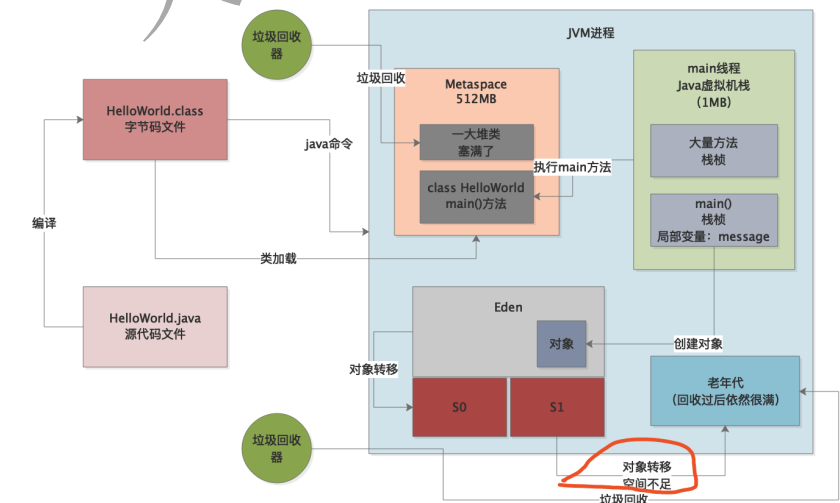 垃圾回收
器
JVM进程
垃圾回收
Metaspace
512MB
一大堆类
塞满了
class HelloWorld
main()方法
执行main方法
main线程
Java虚拟机栈
（1MB）
大量方法
栈桢
main()
栈桢
局部变量：message
HelloWorld.class
字节码文件
java命令
编译
类加载
HelloWorld.java
源代码文件
Eden
对象
创建对象
对象转移
S0
S1
老年代
（回收过后依然很满）
垃圾回收
器
对象转移
空间不足
垃圾回收